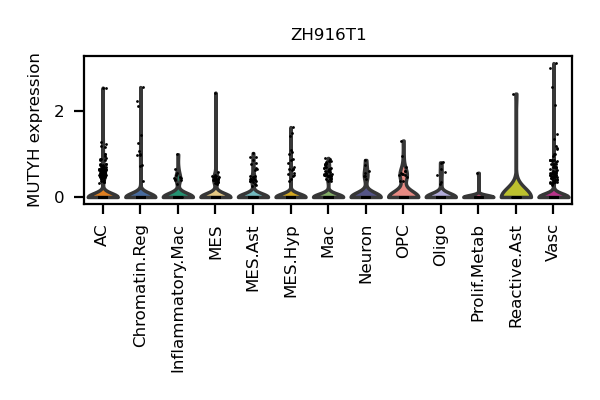 ZH916T1
MUTYH expression
2
0
AC
Chromatin.Reg
Inflammatory.Mac
MES
MES.Ast
MES.Hyp
Mac
Neuron
OPC
Oligo
Prolif.Metab
Reactive.Ast
Vasc